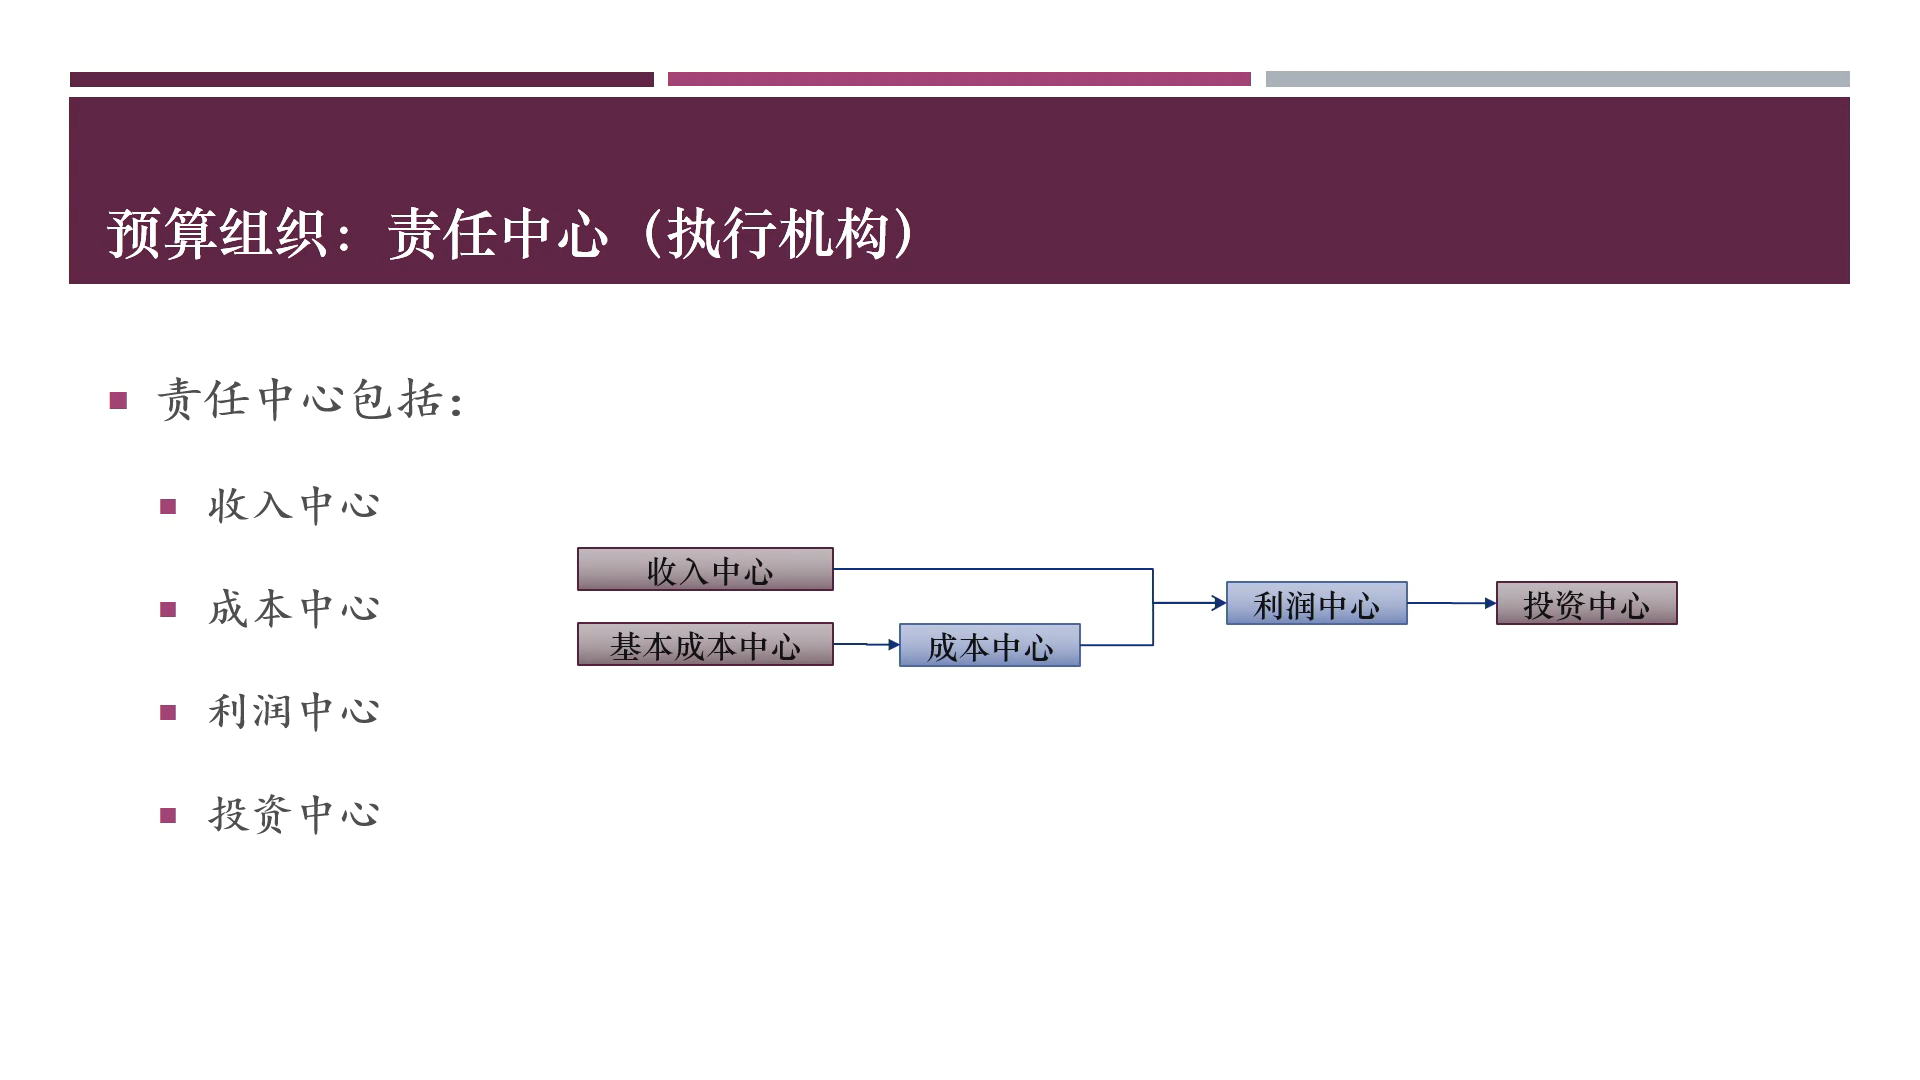 预算组织：责任中心（执行机构）
责任中心包括：
收入中心
成本中心
利润中心
投资中心
收入中心
基本成本中心
成本中心
利润中心
投资中心